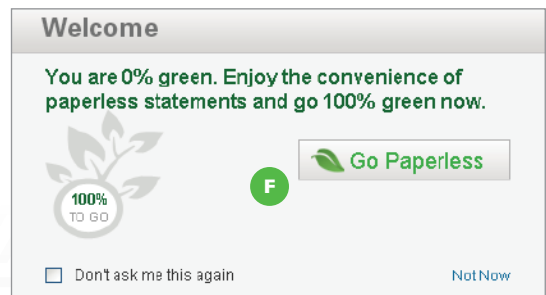 Welcome
You are 0% green. Enjoy the convenience of
paperless statements and go 100% green now.
Go Paperless
F
100%
TO GO
Don't ask me this again
Not Now